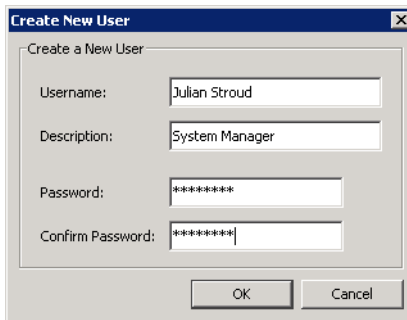 Create New User
Create a New User
Username: Julian Stroud
Description: System Manager
Password: ********
Confirm Password: ********
OK Cancel